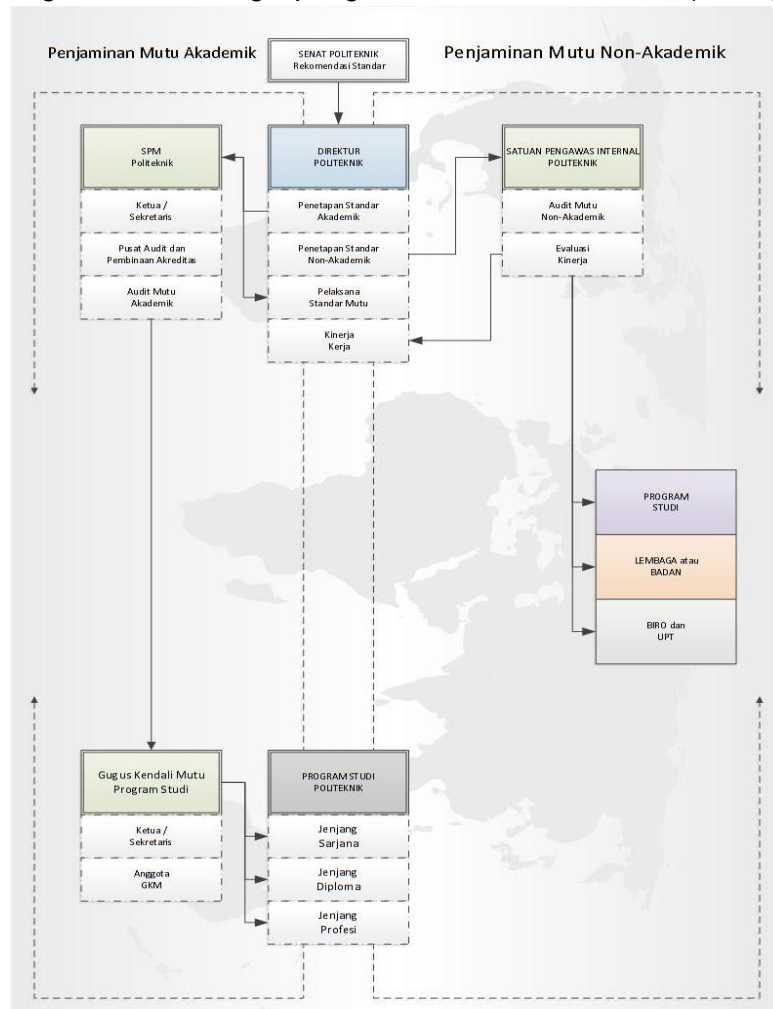 Penjaminan Mutu Akademik
SENAT POLITEKNIK
Rekomendasi Standar
Penjaminan Mutu Non-Akademik
SPM
Politeknik
Ketua /
Sekretaris
Pusat Audit dan
Pembinaan Akreditas
Audit Mutu
Akademik
DIREKTUR
POLITEKNIK
Penetapan Standar
Akademik
Penetapan Standar
Non-Akademik
Pelaksana
Standar Mutu
Kinerja
Kerja
SATUAN PENGAWAS INTERNAL
POLITEKNIK
Audit Mutu
Non-Akademik
Evaluasi
Kinerja
PROGRAM
STUDI
LEMBAGA atau
BADAN
BIRO dan
UPT
Gugus Kendali Mutu
Program Studi
Ketua /
Sekretaris
Anggota
GKM
PROGRAM STUDI
POLITEKNIK
Jenjang
Sarjana
Jenjang
Diploma
Jenjang
Profesi